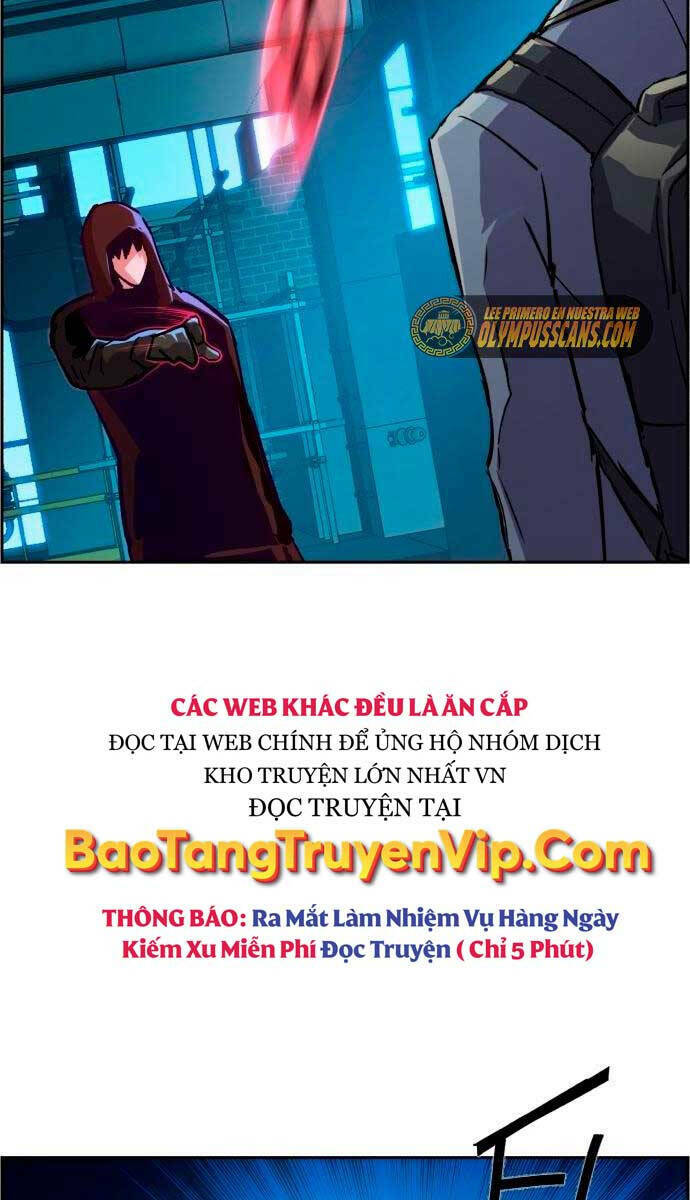 LEE PRIMERO EN NUESTRA WEB
OLYMPUSSCANS.COM
CÁC WEB KHÁC ĐỀU LÀ ĂN CẮP
ĐỌC TẠI WEB CHÍNH ĐỂ ỦNG HỘ NHÓM DỊCH
KHO TRUYỆN LỚN NHẤT VN
ĐỌC TRUYỆN TẠI
BaoTangTruyenVip.Com
THÔNG BÁO: Ra Mắt Làm Nhiệm Vụ Hàng Ngày
Kiếm Xu Miễn Phí Đọc Truyện ( Chỉ 5 Phút)